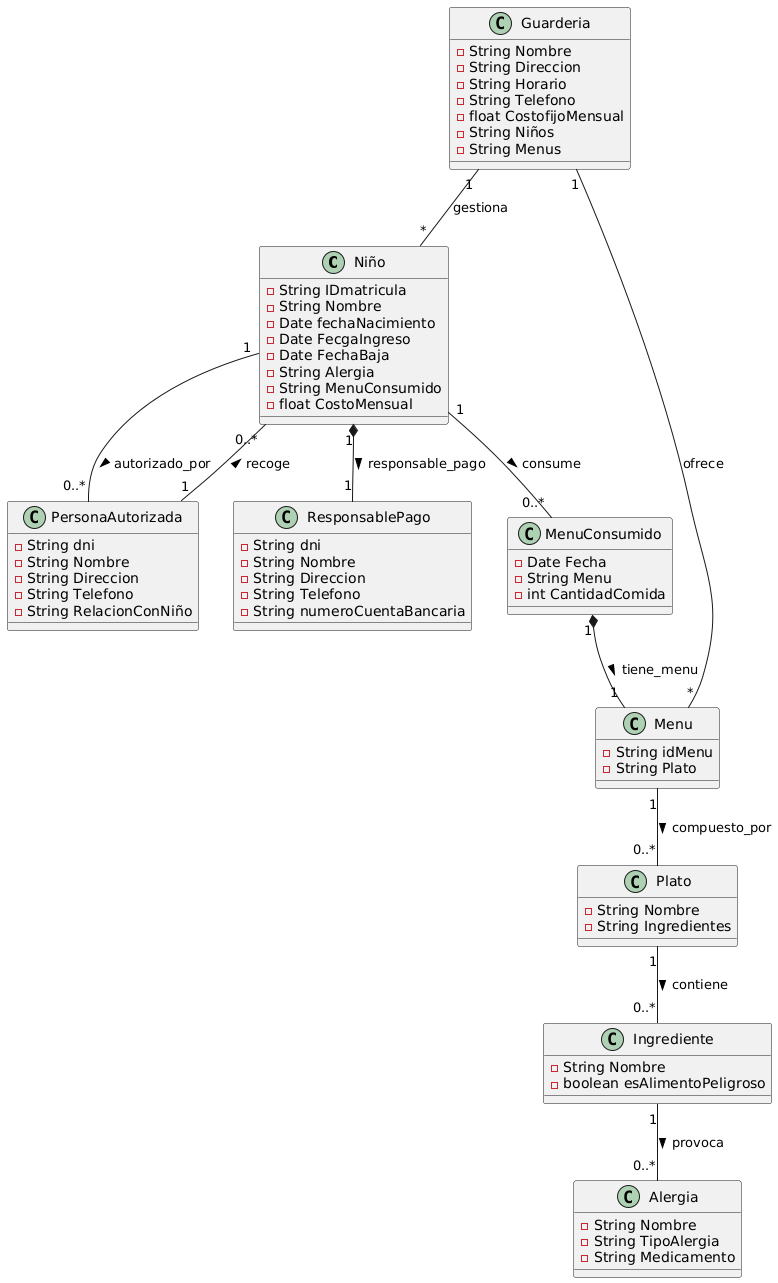 Guarderia
String Nombre
String Direccion
String Horario
String Telefono
float CostofijoMensual
String Niños
String Menus
1
1
gestiona
*
Niño
String IDmatricula
String Nombre
Date fechaNacimiento
Date FecgaIngreso
Date FechaBaja
String Alergia
String MenuConsumido
float CostoMensual
1
1
0..*
1
autorizado_por
recoge
responsable_pago
consume
ofrece
0..*
1
1
0..*
PersonaAutorizada
String dni
String Nombre
String Direccion
String Telefono
String RelacionConNiño
ResponsablePago
String dni
String Nombre
String Direccion
String Telefono
String numeroCuentaBancaria
MenuConsumido
Date Fecha
String Menu
int CantidadComida
1
tiene_menu
1
*
Menu
String idMenu
String Plato
1
compuesto_por
0..*
Plato
String Nombre
String Ingredientes
1
contiene
0..*
Ingrediente
String Nombre
boolean esAlimentoPeligroso
1
provoca
0..*
Alergia
String Nombre
String TipoAlergia
String Medicamento